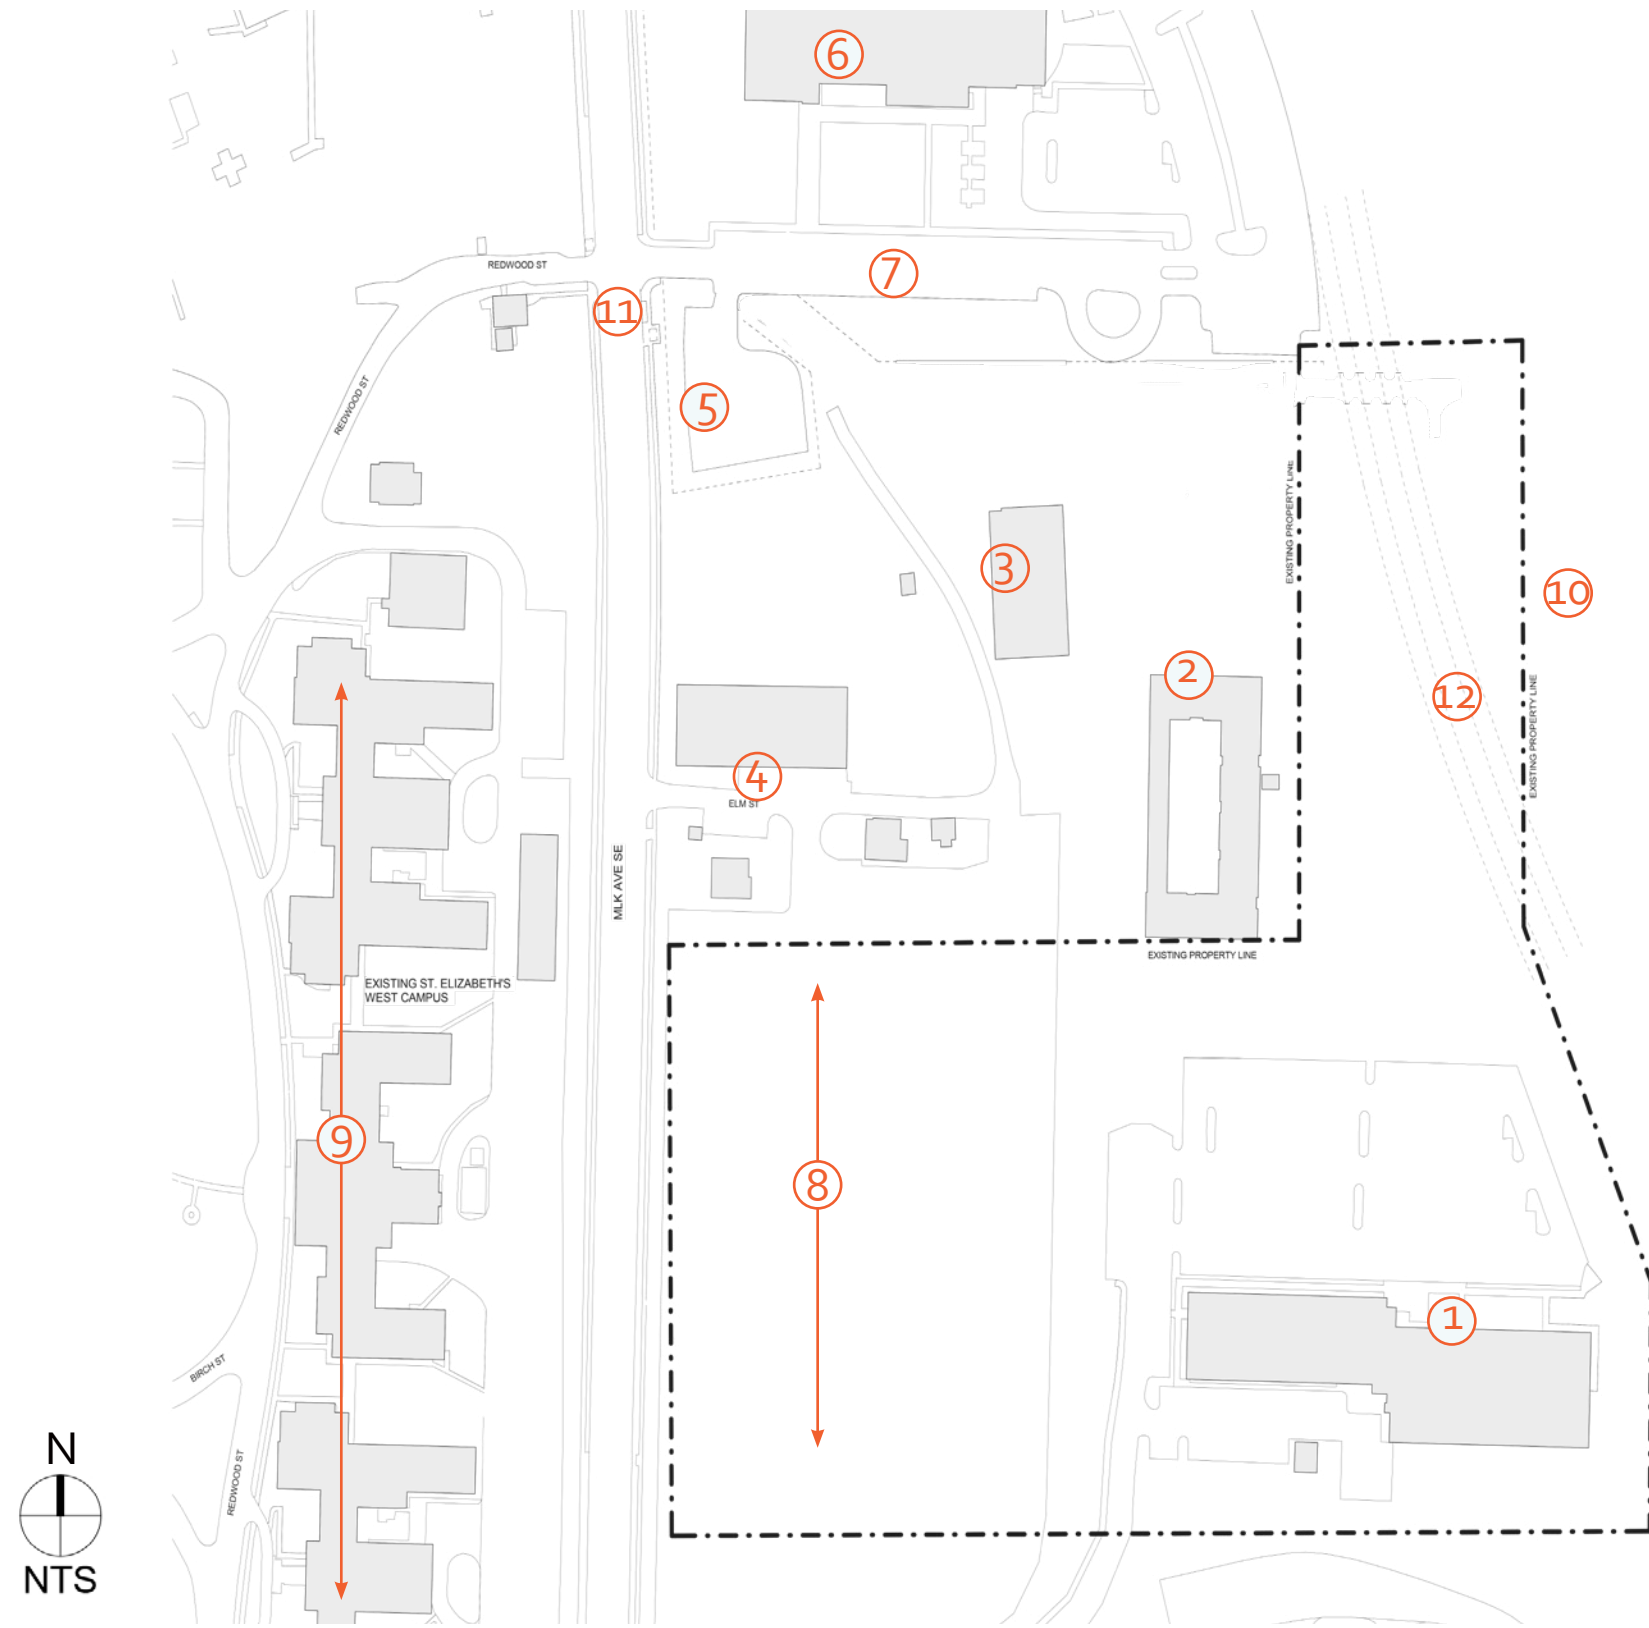 6
REDWOOD ST
7
11
REDWOOD ST
5
EXISTING PROPERTY LINE
3
10
2
12
EXISTING PROPERTY LINE
4
ELM ST
MLK AVE SE
EXISTING PROPERTY LINE
EXISTING ST. ELIZABETH'S
WEST CAMPUS
9
8
1
BIRCH ST
REDWOOD ST
N
NTS